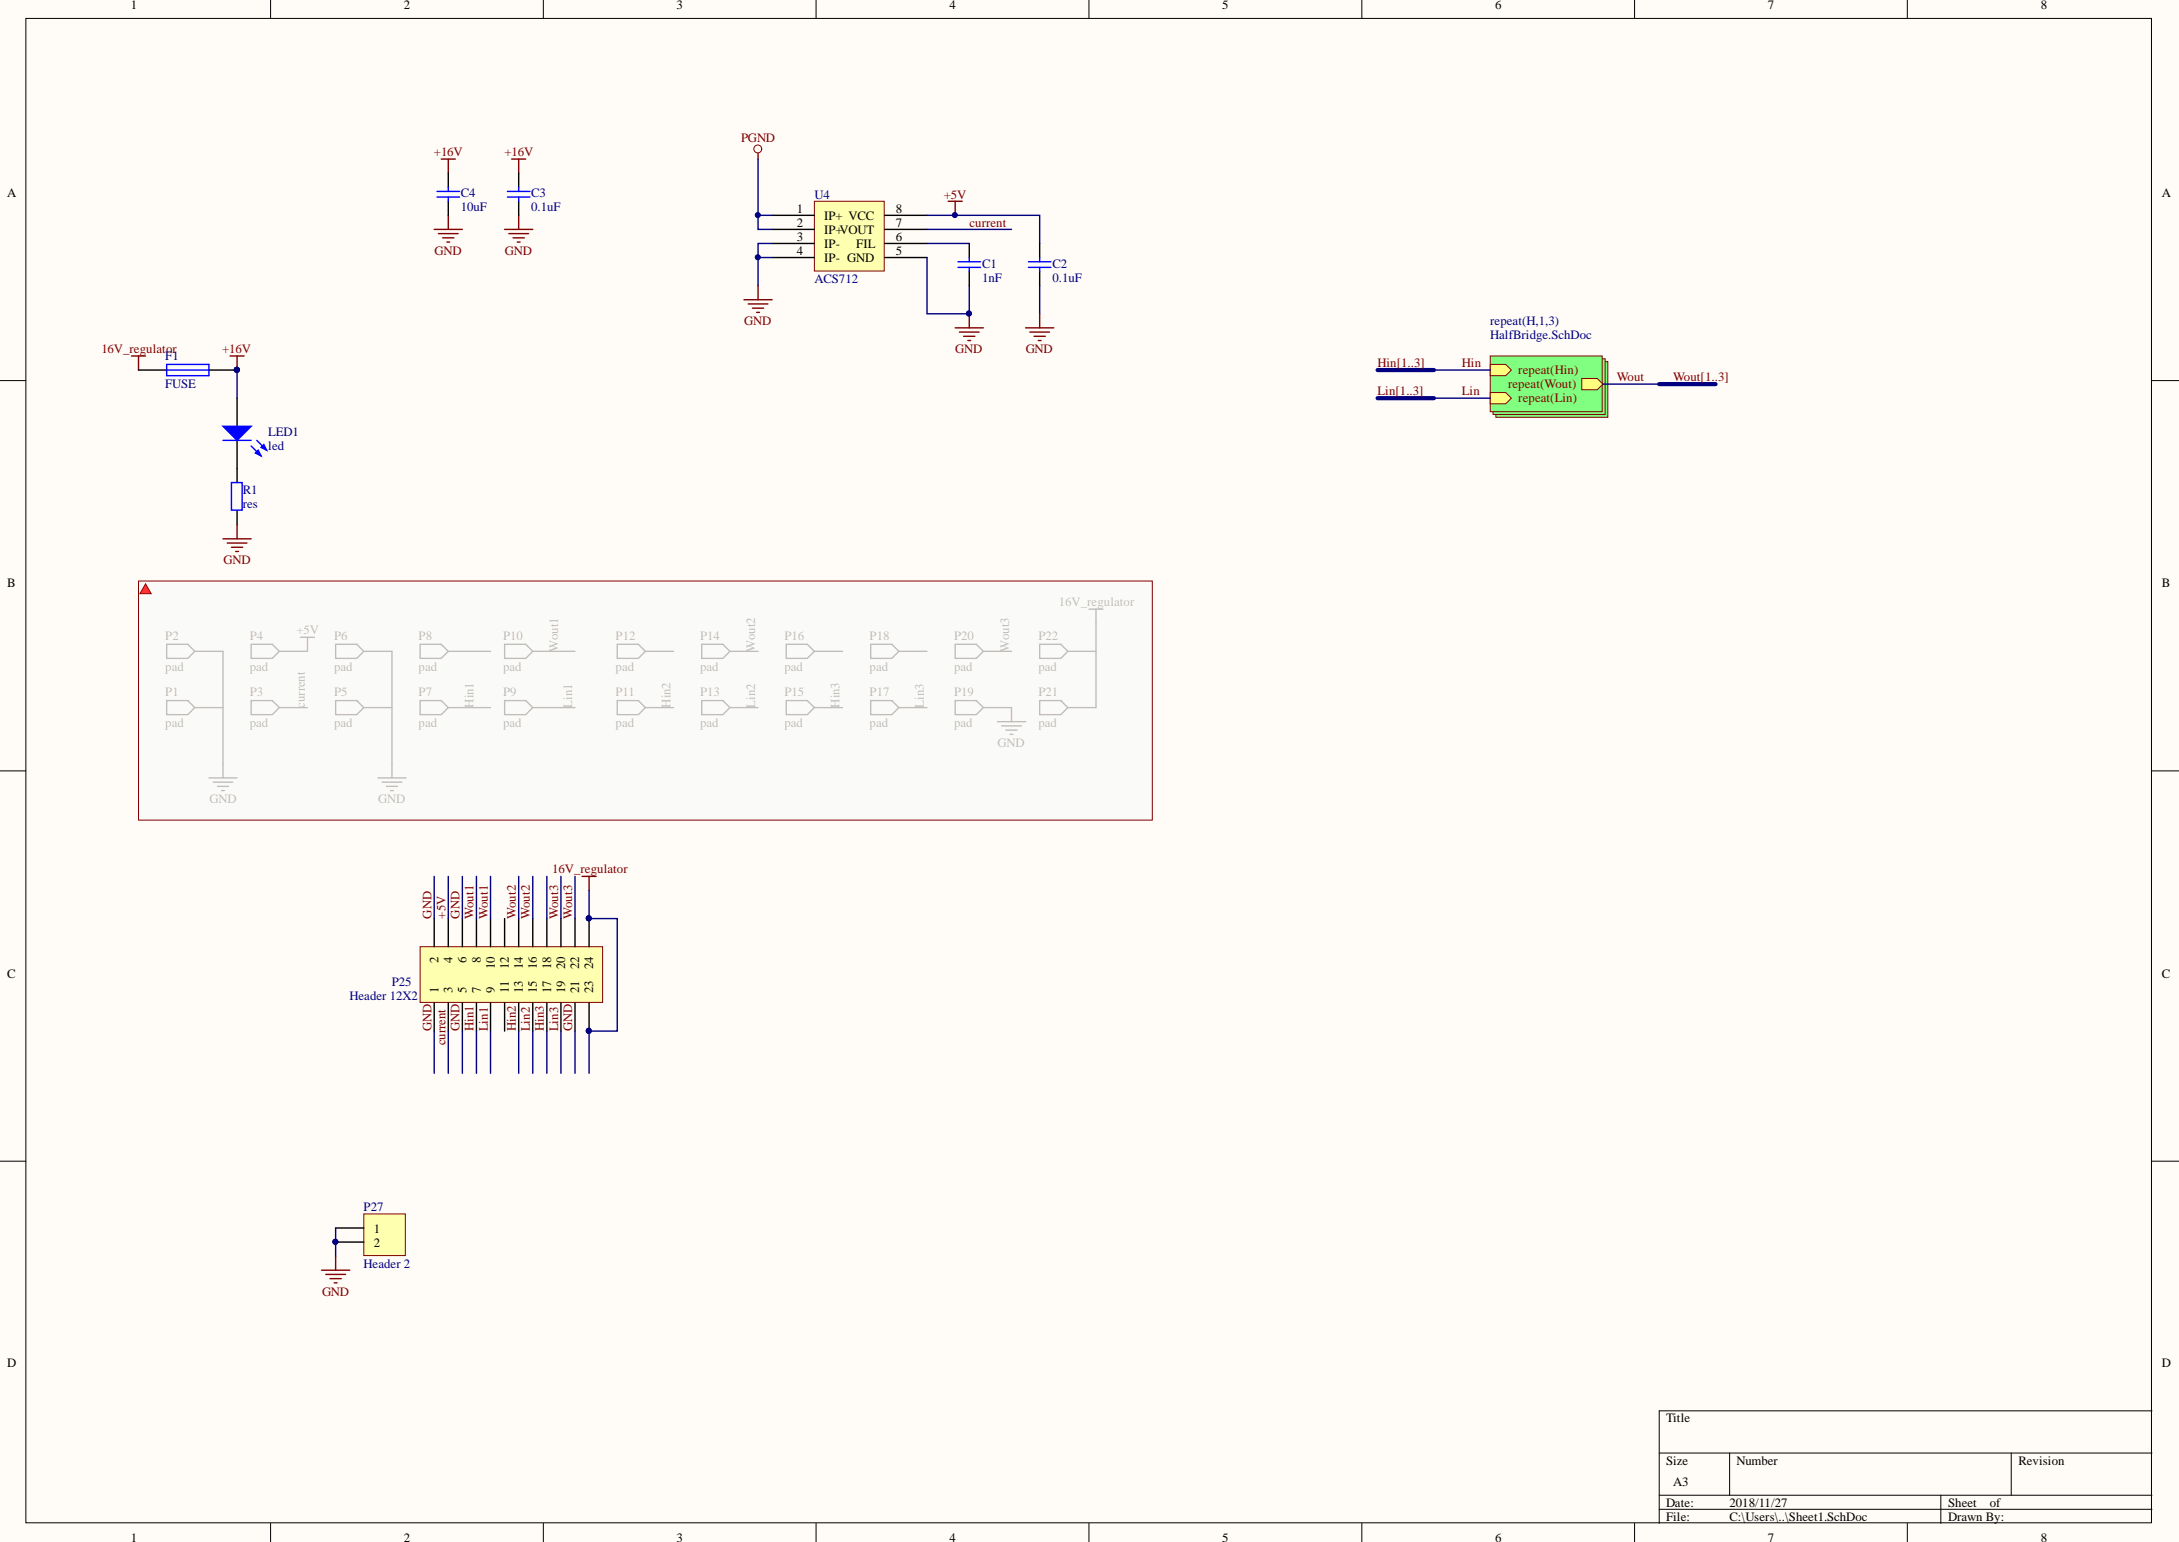 1 2 3 4 5 6 7 8
A A
B B
C C
D D
1 2 3 4 5 6 7 8
+16V
C4
10uF
GND
+16V
C3
0.1uF
GND
PGND
U4
1 IP+ VCC 8
2 IP+ VOUT 7
3 IP- FIL 6
4 IP- GND 5
ACS712
GND
+5V
current
C1
1nF
GND
C2
0.1uF
GND
repeat(H,1,3)
HalfBridge.SchDoc
Hin[1..3] Hin repeat(Hin)
repeat(Wout) Wout Wout[1..3]
Lin[1..3] Lin repeat(Lin)
16V_regulator
F1
FUSE
+16V
LED1
led
R1
res
GND
16V_regulator
P2 P4 +5V P6 P8 P10 Wout1 P12 P14 Wout2 P16 P18 P20 Wout3 P22
pad pad pad pad pad pad pad pad pad pad pad
P1 P3 current P5 P7 Hin1 P9 Lin1 P11 Hin2 P13 Lin2 P15 Hin3 P17 Lin3 P19 P21
pad pad pad pad pad pad pad pad pad pad pad
GND
GND GND
16V_regulator
GND +5V GND Wout1 Wout1 Wout2 Wout2 Wout3 Wout3
2 4 6 8 10 12 14 16 18 20 22 24
P25
Header 12X2
1 3 5 7 9 11 13 15 17 19 21 23
GND current GND Hin1 Lin1 Hin2 Lin2 Hin3 Lin3 GND
P27
1
2
Header 2
GND
Title
Size Number Revision
A3
Date: 2018/11/27 Sheet of
File: C:\Users\..\Sheet1.SchDoc Drawn By: